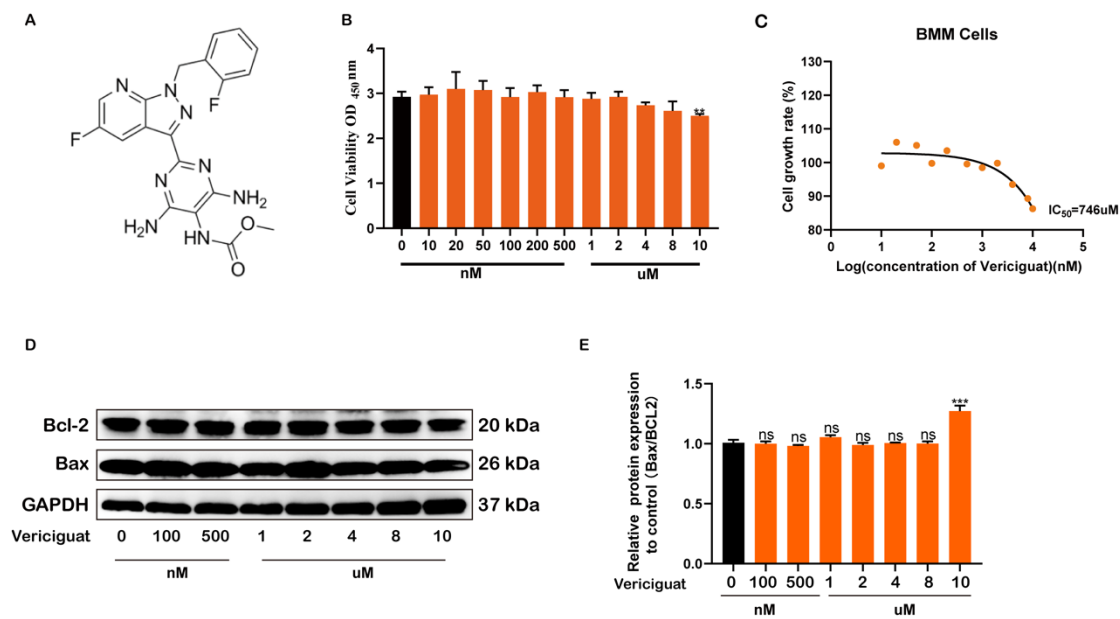 A
N
N
N
F
F
N
N
NH2
H2N
NH
O
O
B
Cell Viability OD 450 nm
4
3
2
1
0
**
0 10 20 50 100 200 500 1 2 4 8 10
nM uM
C
BMM Cells
Cell growth rate (%)
130
120
110
100
90
80
IC50=746uM
0 1 2 3 4 5
Log(concentration of Vericiguat)(nM)
D
Bcl-2 20 kDa
Bax 26 kDa
GAPDH 37 kDa
Vericiguat 0 100 500 1 2 4 8 10
nM uM
E
Relative protein expression
to control (Bax/BCL2)
1.5
1.0
0.5
0.0
ns ns ns ns ns ns ***
Vericiguat 0 100 500 1 2 4 8 10
nM uM